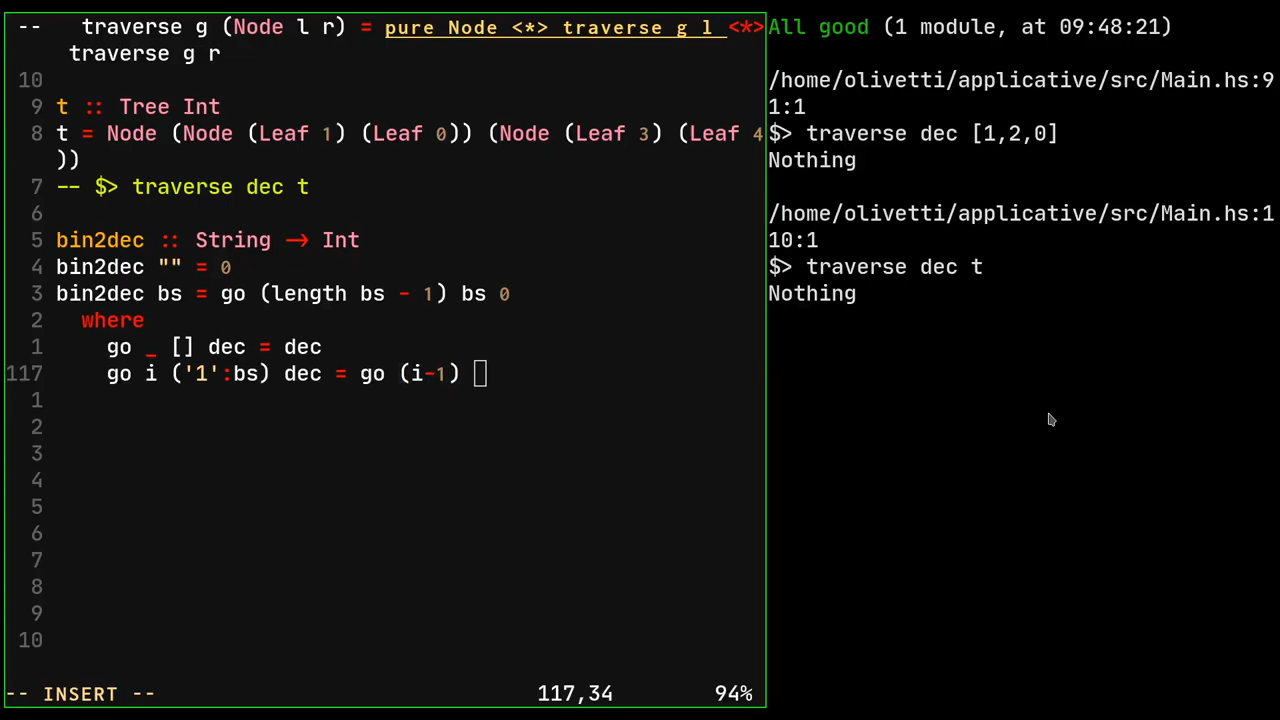 --   traverse g (Node l r) = pure Node <*> traverse g l <*>
traverse g r
10
9 t :: Tree Int
8 t = Node (Node (Leaf 1) (Leaf 0)) (Node (Leaf 3) (Leaf 4
))
7 -- $> traverse dec t
6
5 bin2dec :: String → Int
4 bin2dec "" = 0
3 bin2dec bs = go (length bs - 1) bs 0
2   where
1     go _ [] dec = dec
117     go i ('1':bs) dec = go (i-1)
1
2
3
4
5
6
7
8
9
10
-- INSERT --                    117,34        94%
All good (1 module, at 09:48:21)
/home/olivetti/applicative/src/Main.hs:9
1:1
$> traverse dec [1,2,0]
Nothing
/home/olivetti/applicative/src/Main.hs:1
10:1
$> traverse dec t
Nothing